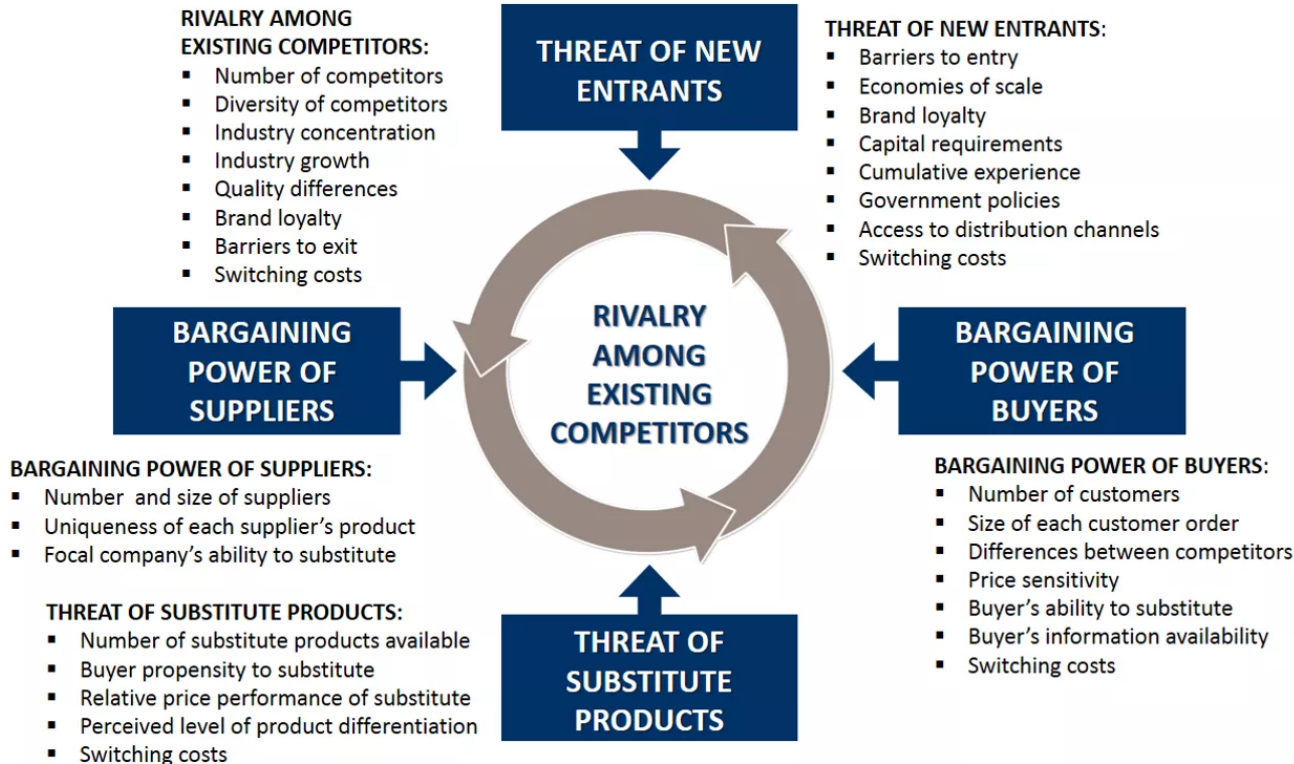 RIVALRY AMONG
EXISTING COMPETITORS:
▪ Number of competitors
▪ Diversity of competitors
▪ Industry concentration
▪ Industry growth
▪ Quality differences
▪ Brand loyalty
▪ Barriers to exit
▪ Switching costs
THREAT OF NEW
ENTRANTS
THREAT OF NEW ENTRANTS:
▪ Barriers to entry
▪ Economies of scale
▪ Brand loyalty
▪ Capital requirements
▪ Cumulative experience
▪ Government policies
▪ Access to distribution channels
▪ Switching costs
BARGAINING
POWER OF
SUPPLIERS
RIVALRY
AMONG
EXISTING
COMPETITORS
BARGAINING
POWER OF
BUYERS
BARGAINING POWER OF SUPPLIERS:
▪ Number and size of suppliers
▪ Uniqueness of each supplier’s product
▪ Focal company’s ability to substitute
BARGAINING POWER OF BUYERS:
▪ Number of customers
▪ Size of each customer order
▪ Differences between competitors
▪ Price sensitivity
▪ Buyer’s ability to substitute
▪ Buyer’s information availability
▪ Switching costs
THREAT OF SUBSTITUTE PRODUCTS:
▪ Number of substitute products available
▪ Buyer propensity to substitute
▪ Relative price performance of substitute
▪ Perceived level of product differentiation
▪ Switching costs
THREAT OF
SUBSTITUTE
PRODUCTS